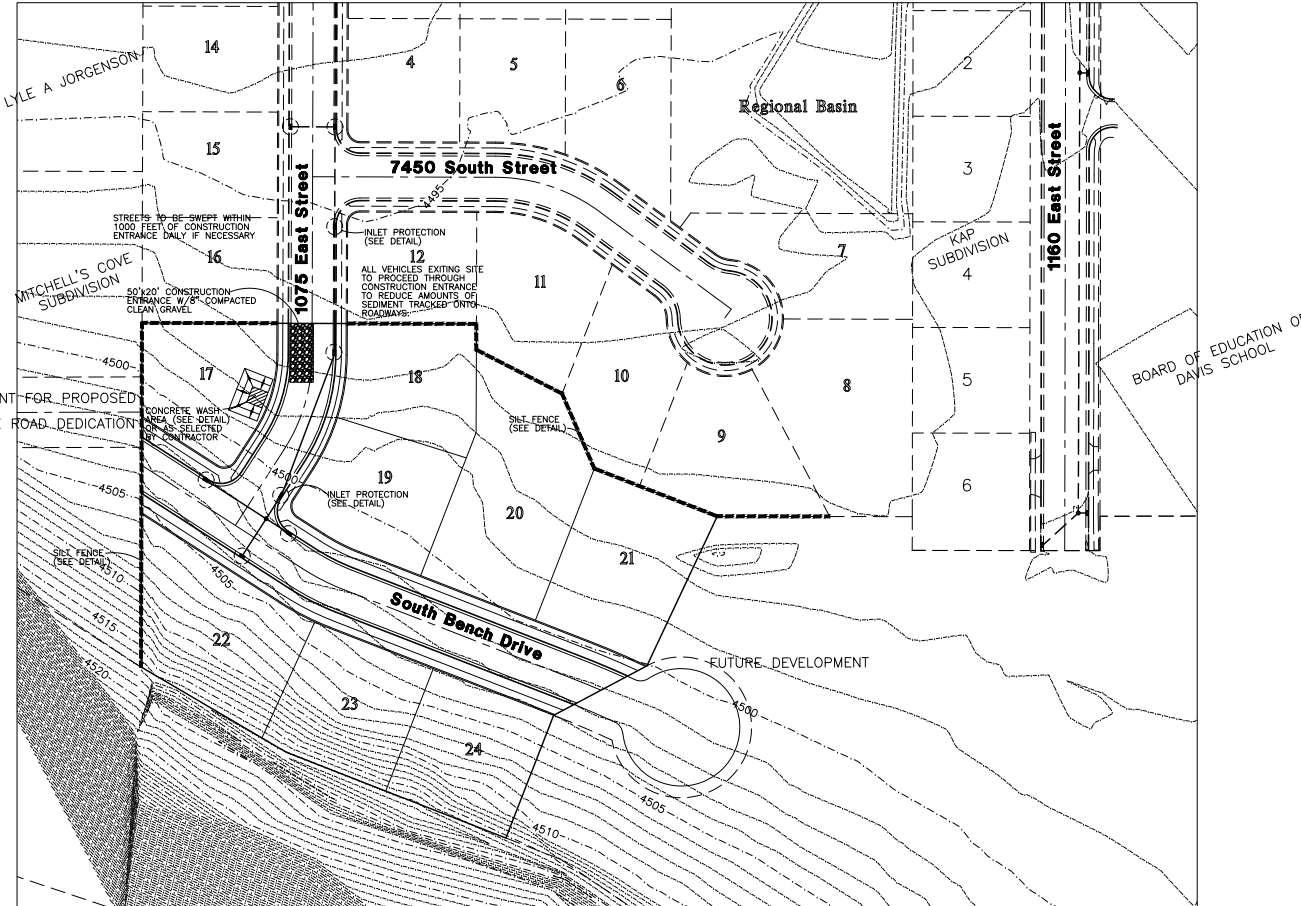 14
4
5
6
2
LYLE A JORGENSON
Regional Basin
15
7450 South Street
3
1075 East Street
1160 East Street
4495
STREETS TO BE SWEPT WITHIN
1000 FEET OF CONSTRUCTION
ENTRANCE DAILY IF NECESSARY
INLET PROTECTION
(SEE DETAIL)
16
12
11
7
KAP
SUBDIVISION
4
MITCHELL'S COVE
SUBDIVISION
ALL VEHICLES EXITING SITE
TO PROCEED THROUGH
CONSTRUCTION ENTRANCE
TO REDUCE AMOUNTS OF
SEDIMENT TRACKED ONTO
ROADWAYS.
50'x20' CONSTRUCTION
ENTRANCE W/8" COMPACTED
CLEAN GRAVEL
4500
17
18
10
8
5
BOARD OF EDUCATION OF
DAVIS SCHOOL
NT FOR PROPOSED
E ROAD DEDICATION
CONCRETE WASH
AREA (SEE DETAIL)
OR AS SELECTED
BY CONTRACTOR
SILT FENCE
(SEE DETAIL)
9
4500
19
6
4505
INLET PROTECTION
(SEE DETAIL)
20
21
SILT FENCE
(SEE DETAIL)
4510
4505
4515
22
South Bench Drive
4520
FUTURE DEVELOPMENT
23
4500
24
4505
4510